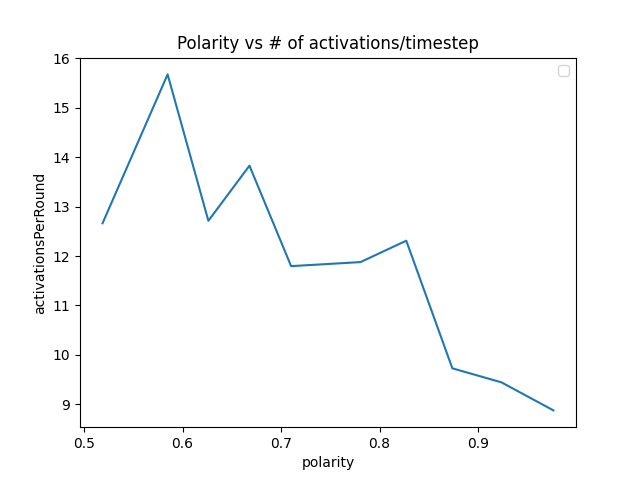 Polarity vs # of activations/timestep
16
15
14
13
12
11
10
9
activationsPerRound
0.5 0.6 0.7 0.8 0.9
polarity